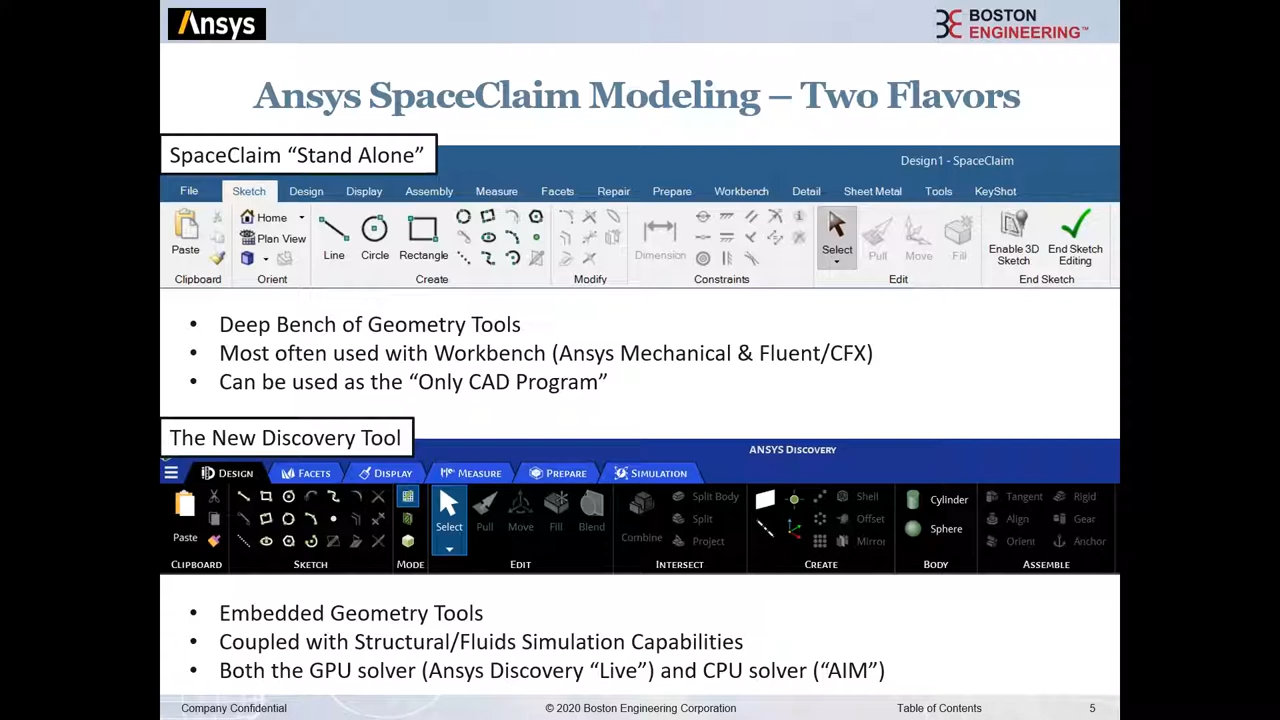 Ansys
BOSTON
ENGINEERING™
Ansys SpaceClaim Modeling – Two Flavors
SpaceClaim “Stand Alone”
Design1 - SpaceClaim
File Sketch Design Display Assembly Measure Facets Repair Prepare Workbench Detail Sheet Metal Tools KeyShot
Home
Plan View
Paste Line Circle Rectangle Dimension Select Pull Move Fill Enable 3D Sketch End Sketch Editing
Clipboard Orient Create Modify Constraints Edit End Sketch
• Deep Bench of Geometry Tools
• Most often used with Workbench (Ansys Mechanical & Fluent/CFX)
• Can be used as the “Only CAD Program”
The New Discovery Tool
ANSYS DISCOVERY
DESIGN FACETS DISPLAY MEASURE PREPARE SIMULATION
Split Body Shell Cylinder Tangent Rigid
Select Pull Move Fill Blend Split Offset Align Gear
Paste Combine Project Mirror Sphere Orient Anchor
CLIPBOARD SKETCH MODE EDIT INTERSECT CREATE BODY ASSEMBLE
• Embedded Geometry Tools
• Coupled with Structural/Fluids Simulation Capabilities
• Both the GPU solver (Ansys Discovery “Live”) and CPU solver (“AIM”)
Company Confidential © 2020 Boston Engineering Corporation Table of Contents 5